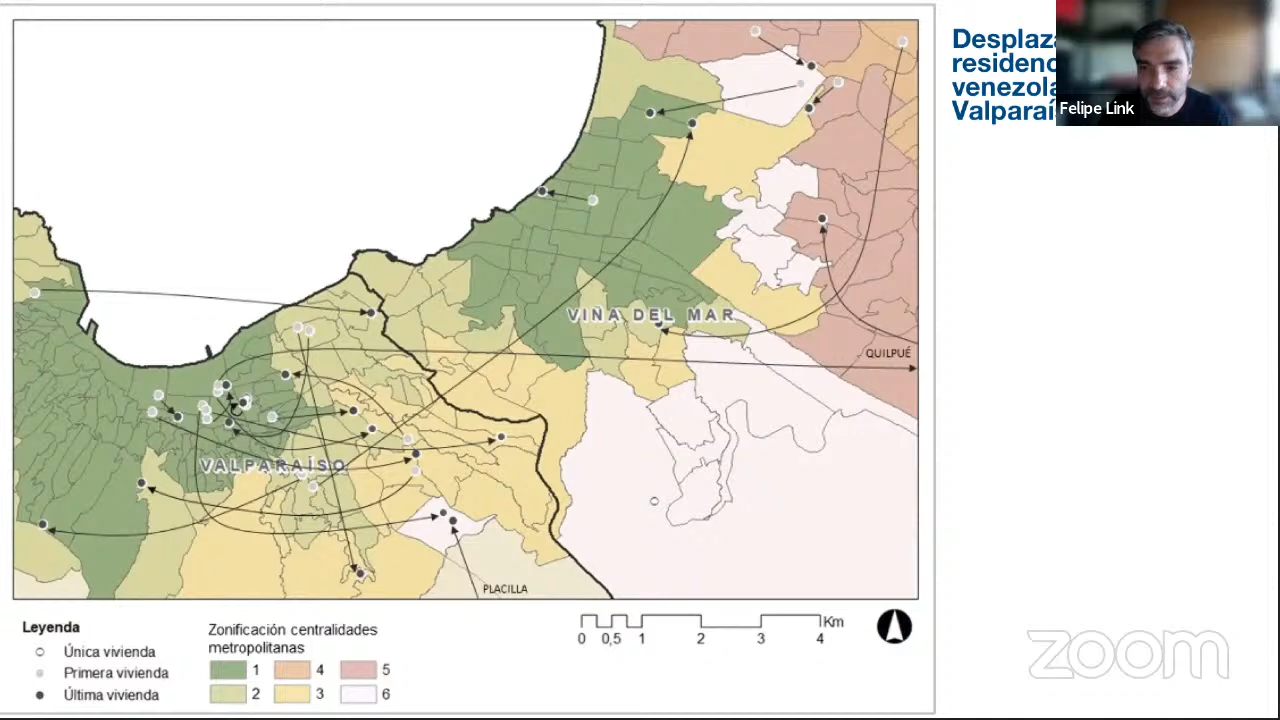 Desplaza
residenc
venezola
Valparaí
Felipe Link
VIÑA DEL MAR
QUILPUÉ
VALPARAÍSO
PLACILLA
Leyenda
Única vivienda
Primera vivienda
Última vivienda
Zonificación centralidades
metropolitanas
1 4 5
2 3 6
Km
0 0,5 1 2 3 4
zoom